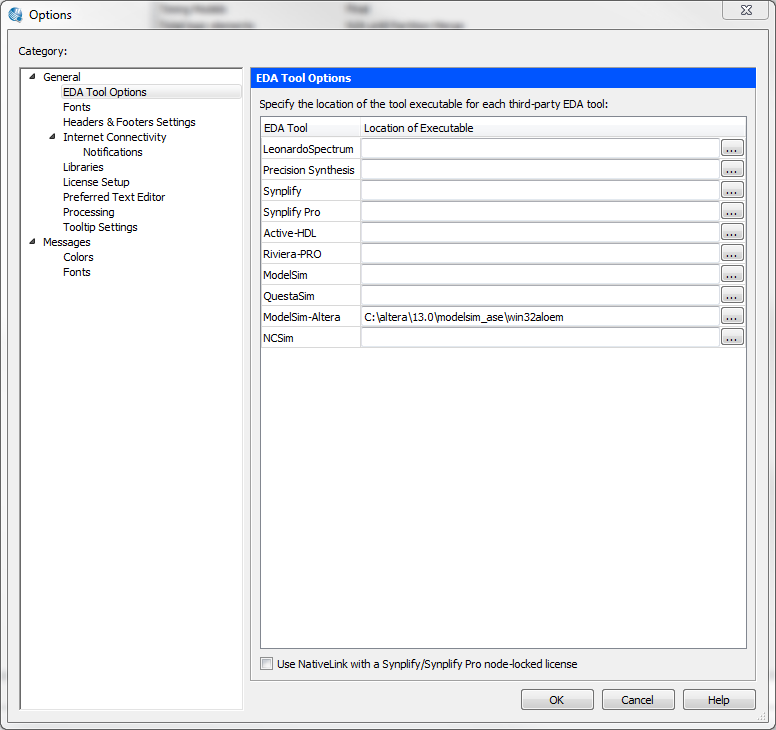 Options
Category:
General
EDA Tool Options
Fonts
Headers & Footers Settings
Internet Connectivity
Notifications
Libraries
License Setup
Preferred Text Editor
Processing
Tooltip Settings
Messages
Colors
Fonts
EDA Tool Options
Specify the location of the tool executable for each third-party EDA tool:
EDA Tool Location of Executable
LeonardoSpectrum ...
Precision Synthesis ...
Synplify ...
Synplify Pro ...
Active-HDL ...
Riviera-PRO ...
ModelSim ...
QuestaSim ...
ModelSim-Altera C:\altera\13.0\modelsim_ase\win32aloem ...
NCSim ...
Use NativeLink with a Synplify/Synplify Pro node-locked license
OK Cancel Help